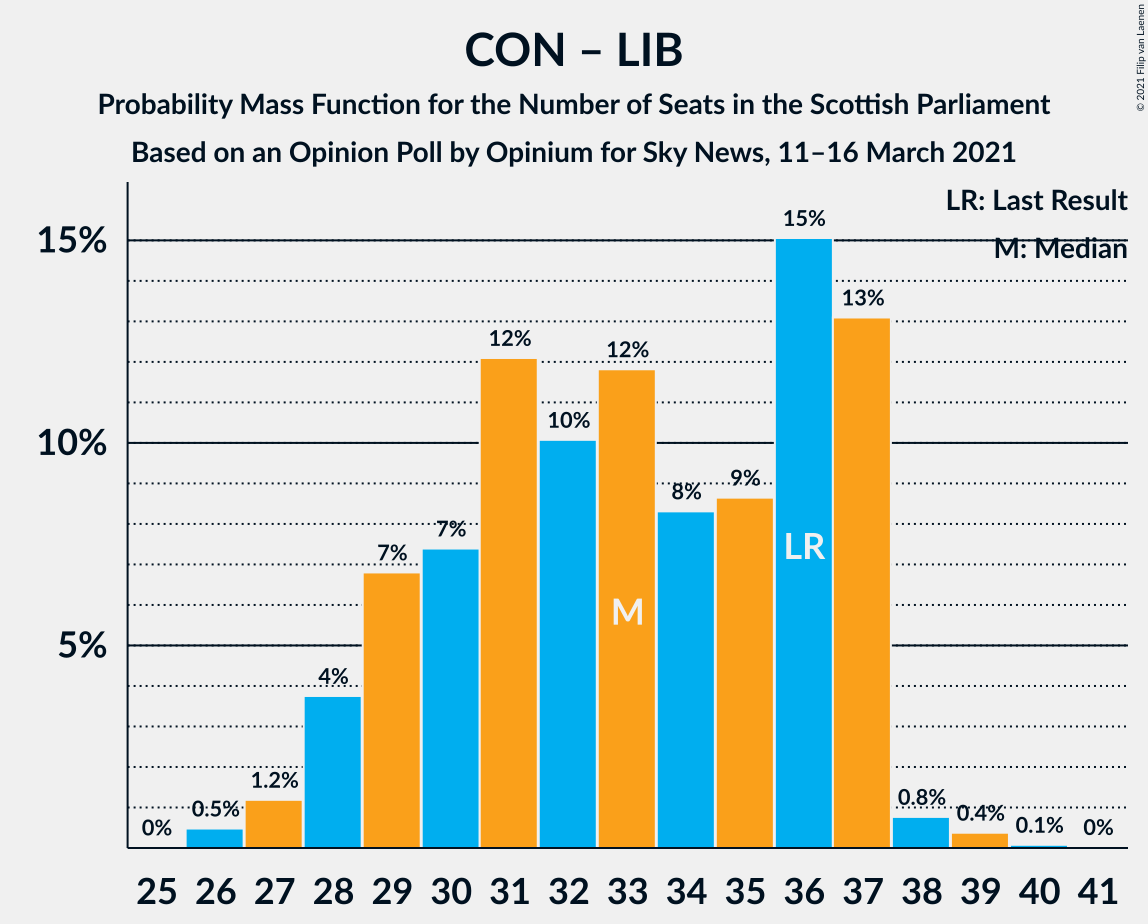 CON – LIB
Probability Mass Function for the Number of Seats in the Scottish Parliament
Based on an Opinion Poll by Opinium for Sky News, 11–16 March 2021
© 2021 Filip van Laenen
LR: Last Result
M: Median
15%
10%
5%
0%
0.5%
1.2%
4%
7%
7%
12%
10%
12%
8%
9%
15%
13%
0.8%
0.4%
0.1%
0%
M
LR
25 26 27 28 29 30 31 32 33 34 35 36 37 38 39 40 41